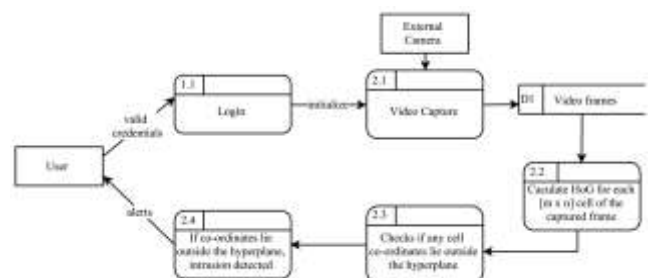 External
Camera
1.1
Login
initialize
2.1
Video Capture
D1
Video frames
valid
credentials
User
alerts
2.2
Caculate HoG for each
[m x n] cell of the
captured frame
2.3
Checks if any cell
co-ordinates lie outside
the hyperplane
2.4
If co-ordinates lie
outside the hyperplane,
intrusion detected